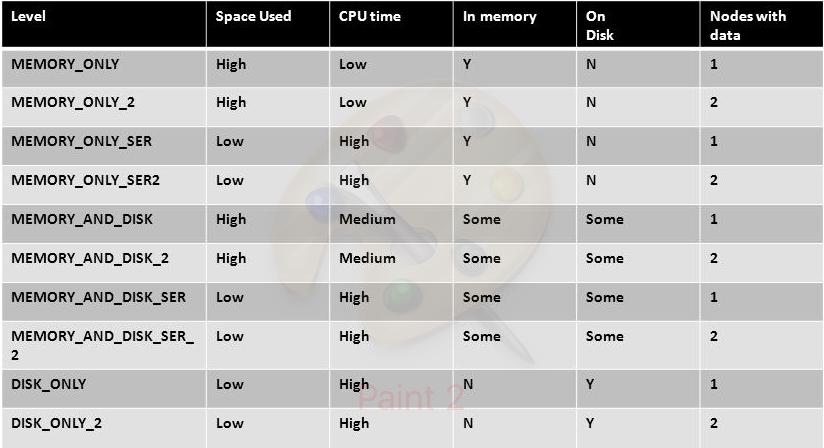 Level Space Used CPU time In memory On Disk Nodes with data
MEMORY_ONLY High Low Y N 1
MEMORY_ONLY_2 High Low Y N 2
MEMORY_ONLY_SER Low High Y N 1
MEMORY_ONLY_SER2 Low High Y N 2
MEMORY_AND_DISK High Medium Some Some 1
MEMORY_AND_DISK_2 High Medium Some Some 2
MEMORY_AND_DISK_SER Low High Some Some 1
MEMORY_AND_DISK_SER_ Low High Some Some 2
2
DISK_ONLY Low High N Y 1
Paint 2
DISK_ONLY_2 Low High N Y 2